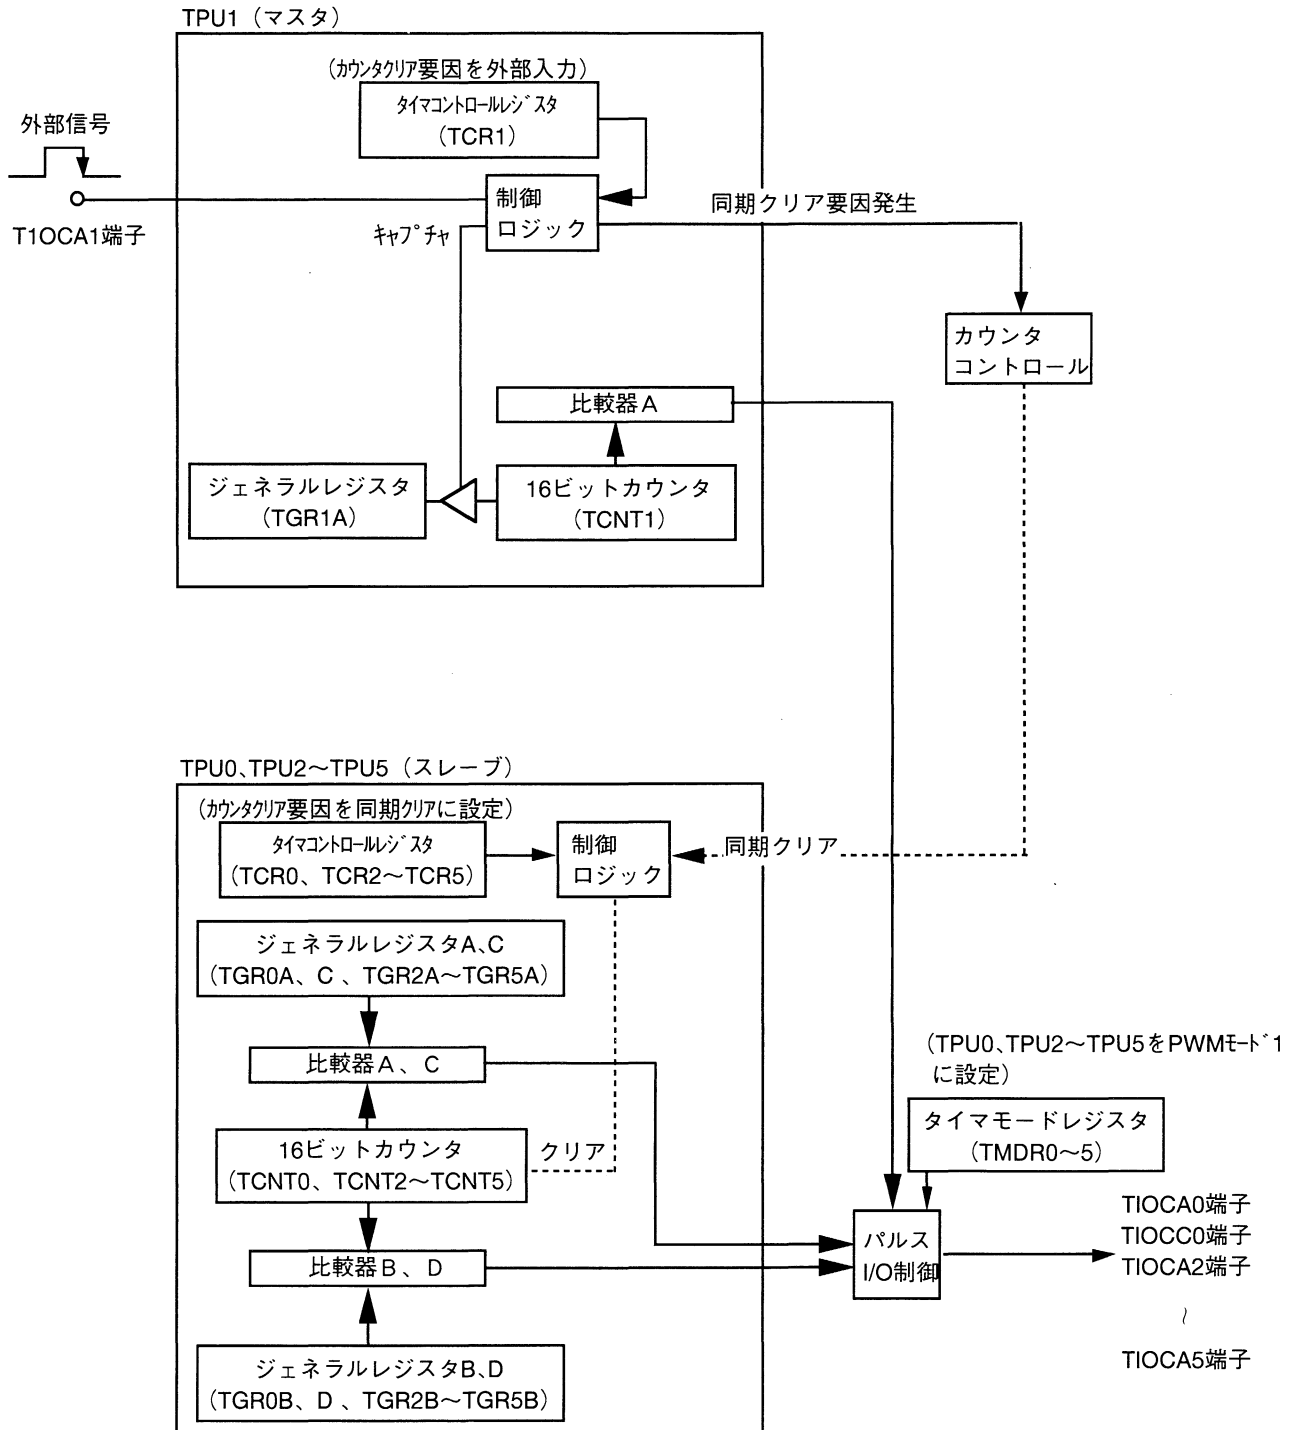 TPU1（マスタ）
（ｶｳﾝﾀｸﾘｱ要因を外部入力）
ﾀｲﾏｺﾝﾄﾛｰﾙﾚｼﾞｽﾀ
（TCR1）
外部信号
T1OCA1端子
制御
ロジック
ｷｬﾌﾟﾁｬ
同期クリア要因発生
カウンタ
コントロール
比較器A
ジェネラルレジスタ
（TGR1A）
16ビットカウンタ
（TCNT1）
TPU0、TPU2～TPU5（スレーブ）
（ｶｳﾝﾀｸﾘｱ要因を同期ｸﾘｱに設定）
ﾀｲﾏｺﾝﾄﾛｰﾙﾚｼﾞｽﾀ
（TCR0、TCR2～TCR5）
制御
ロジック
同期クリア
ジェネラルレジスタA、C
（TGR0A、C 、TGR2A～TGR5A）
比較器A、C
16ビットカウンタ
（TCNT0、TCNT2～TCNT5）
クリア
比較器B、D
ジェネラルレジスタB、D
（TGR0B、D 、TGR2B～TGR5B）
（TPU0、TPU2～TPU5をPWMﾓｰﾄﾞ1
に設定）
タイマモードレジスタ
（TMDR0～5）
パルス
I/O制御
TIOCA0端子
TIOCC0端子
TIOCA2端子
～
TIOCA5端子